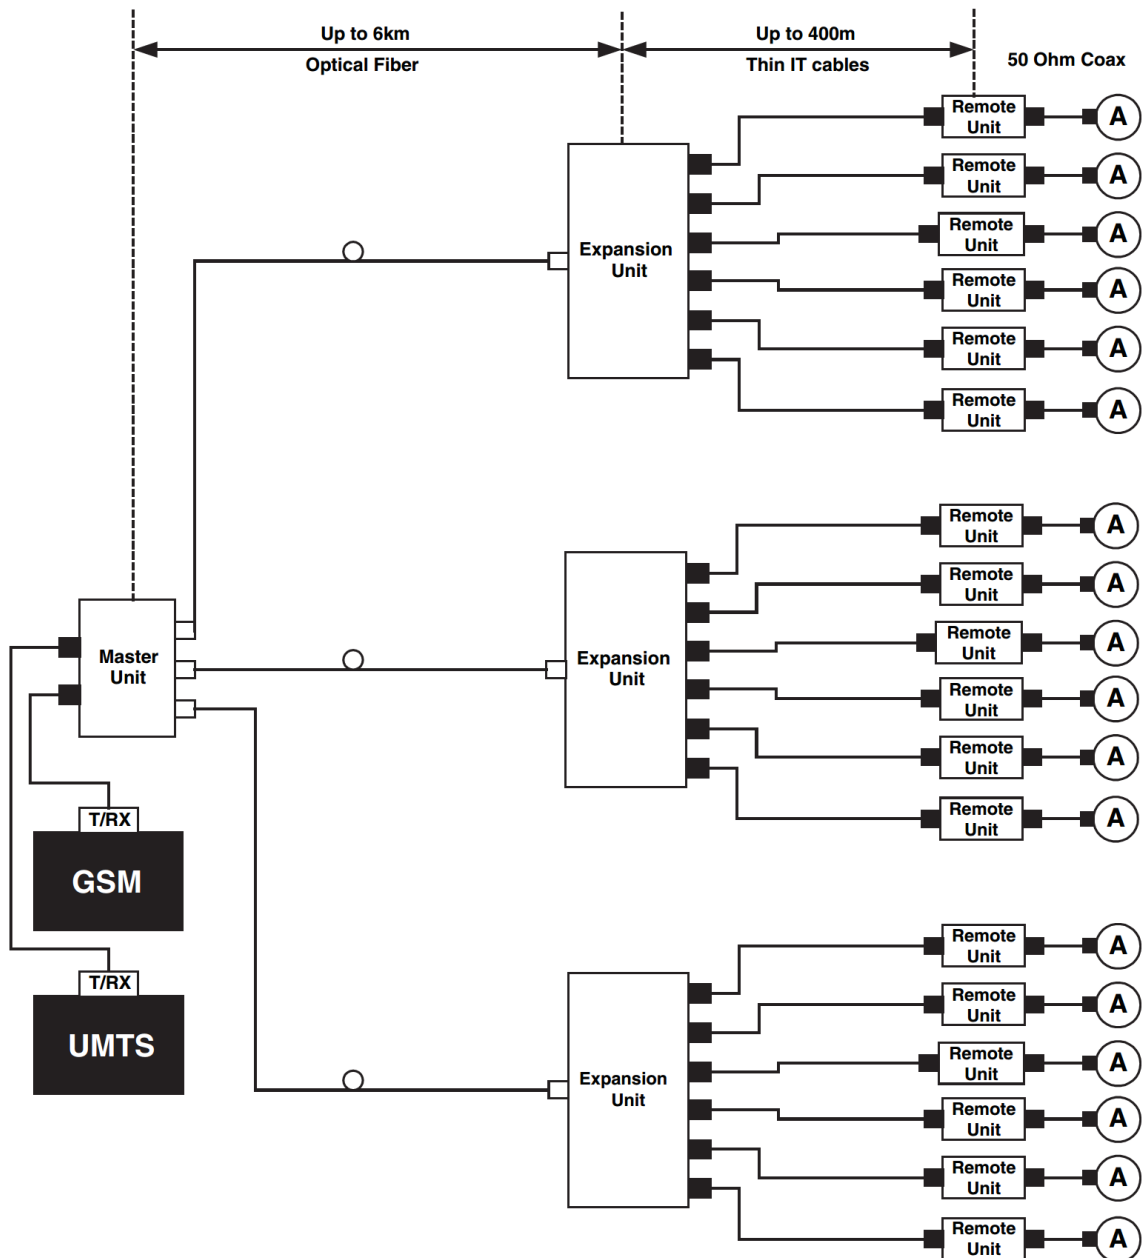 Up to 6km
Optical Fiber
Up to 400m
Thin IT cables
50 Ohm Coax
Remote
Unit
A
Remote
Unit
A
Remote
Unit
A
Remote
Unit
A
Remote
Unit
A
Remote
Unit
A
Expansion
Unit
Remote
Unit
A
Remote
Unit
A
Remote
Unit
A
Remote
Unit
A
Remote
Unit
A
Remote
Unit
A
Expansion
Unit
Master
Unit
T/RX
GSM
T/RX
UMTS
Remote
Unit
A
Remote
Unit
A
Remote
Unit
A
Remote
Unit
A
Remote
Unit
A
Remote
Unit
A
Expansion
Unit